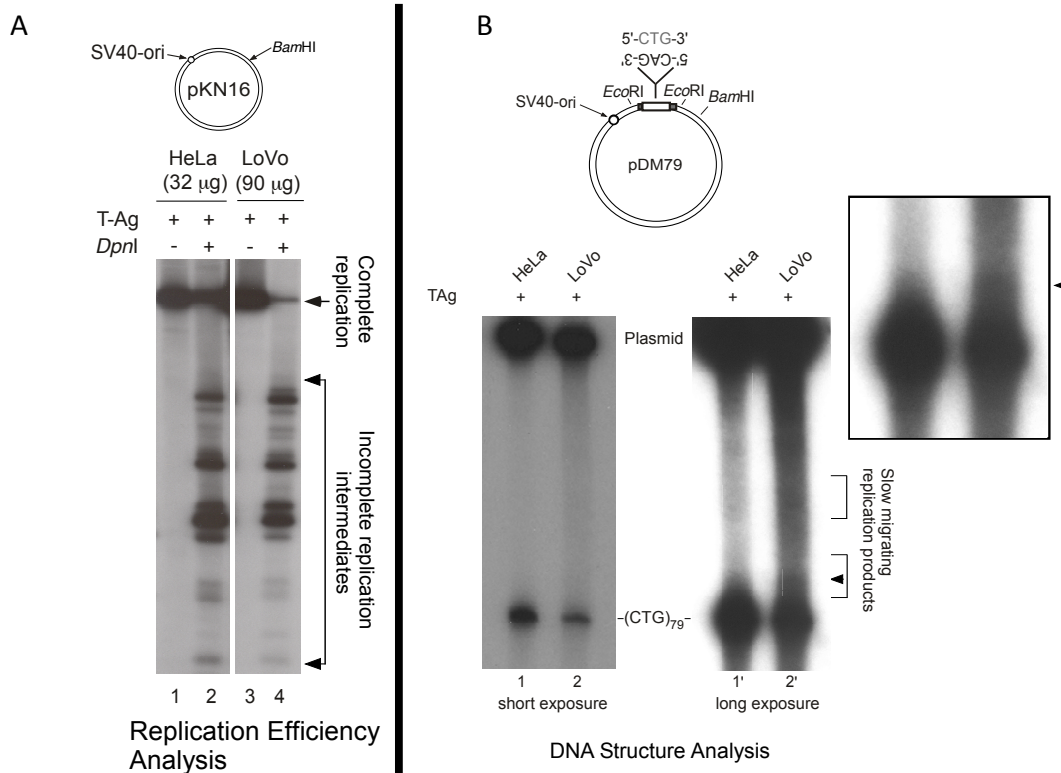 A
SV40-ori
BamHI
pKN16
HeLa
(32 μg)
LoVo
(90 μg)
T-Ag + + + +
DpnI - + - +
Complete
replication
Incomplete replication
intermediates
1 2 3 4
Replication Efficiency
Analysis
B
5'-CTG-3'
3'-GAC-5'
EcoRI
EcoRI
BamHI
SV40-ori
pDM79
HeLa
LoVo
TAg + +
HeLa
LoVo
+ +
Plasmid
Slow migrating
replication products
-(CTG)79-
1 2
short exposure
1' 2'
long exposure
DNA Structure Analysis